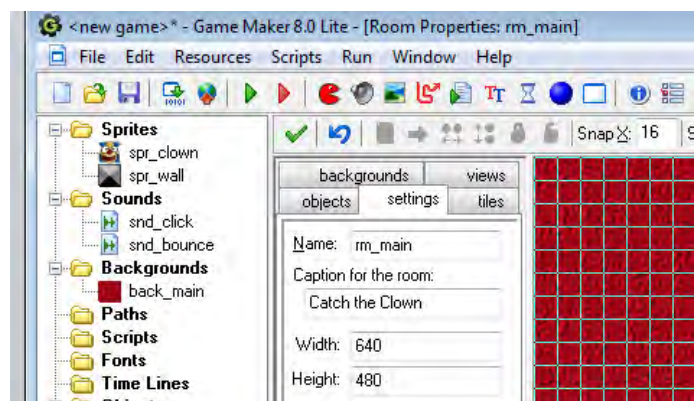 <new game>* - Game Maker 8.0 Lite - [Room Properties: rm_main]
File Edit Resources Scripts Run Window Help
Sprites
spr_clown
spr_wall
Sounds
snd_click
snd_bounce
Backgrounds
back_main
Paths
Scripts
Fonts
Time Lines
Snap X: 16
backgrounds views
objects settings tiles
Name: rm_main
Caption for the room:
Catch the Clown
Width: 640
Height: 480